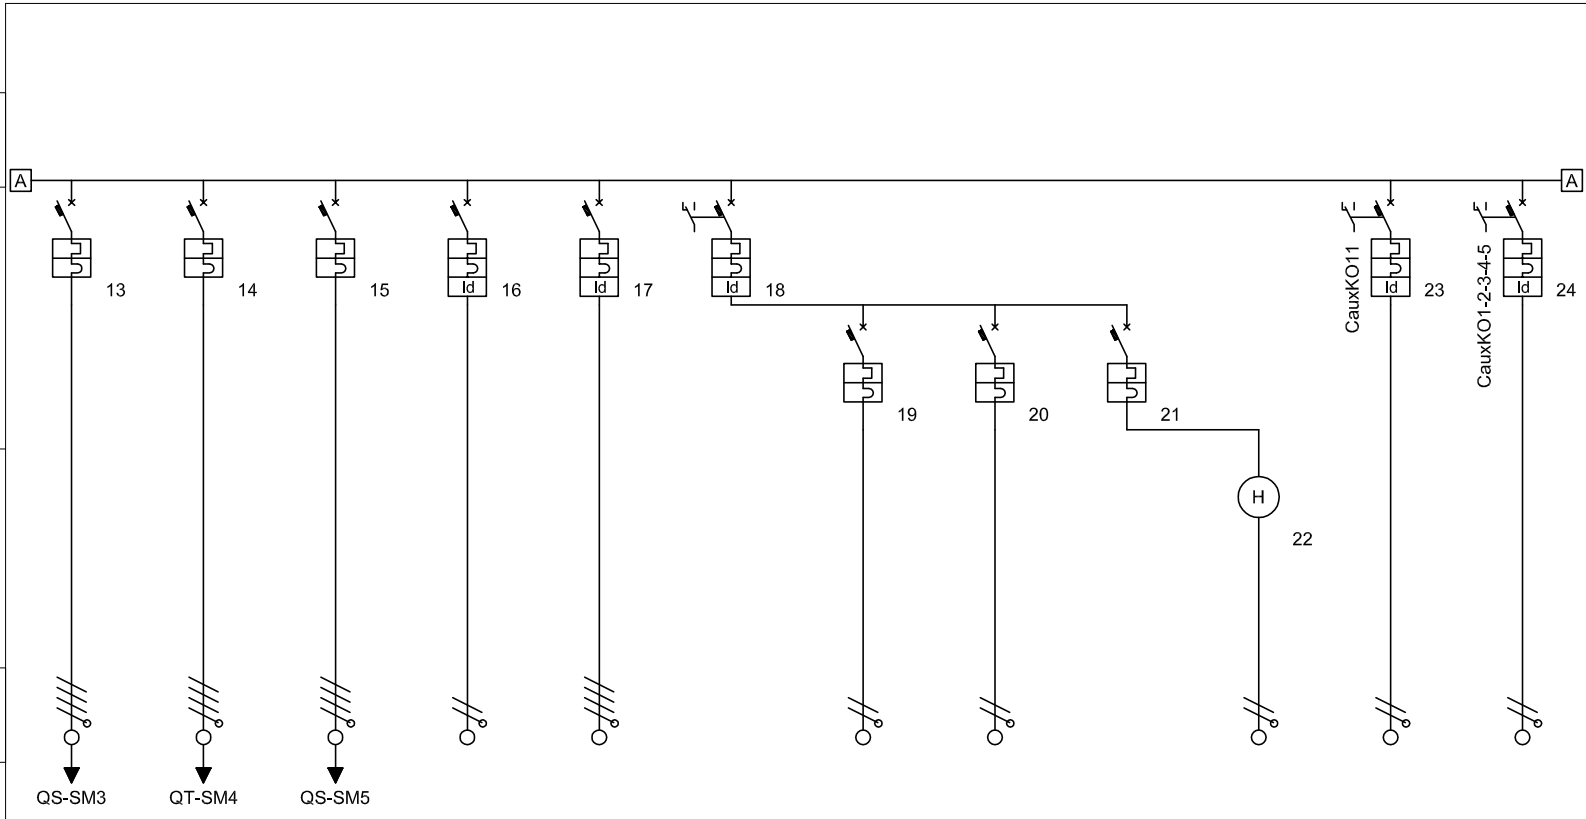 A
A
13
14
15
Id
16
Id
17
Id
18
CauxKO11
Id
23
CauxKO1-2-3-4-5
Id
24
19
20
21
H
22
QS-SM3
QT-SM4
QS-SM5